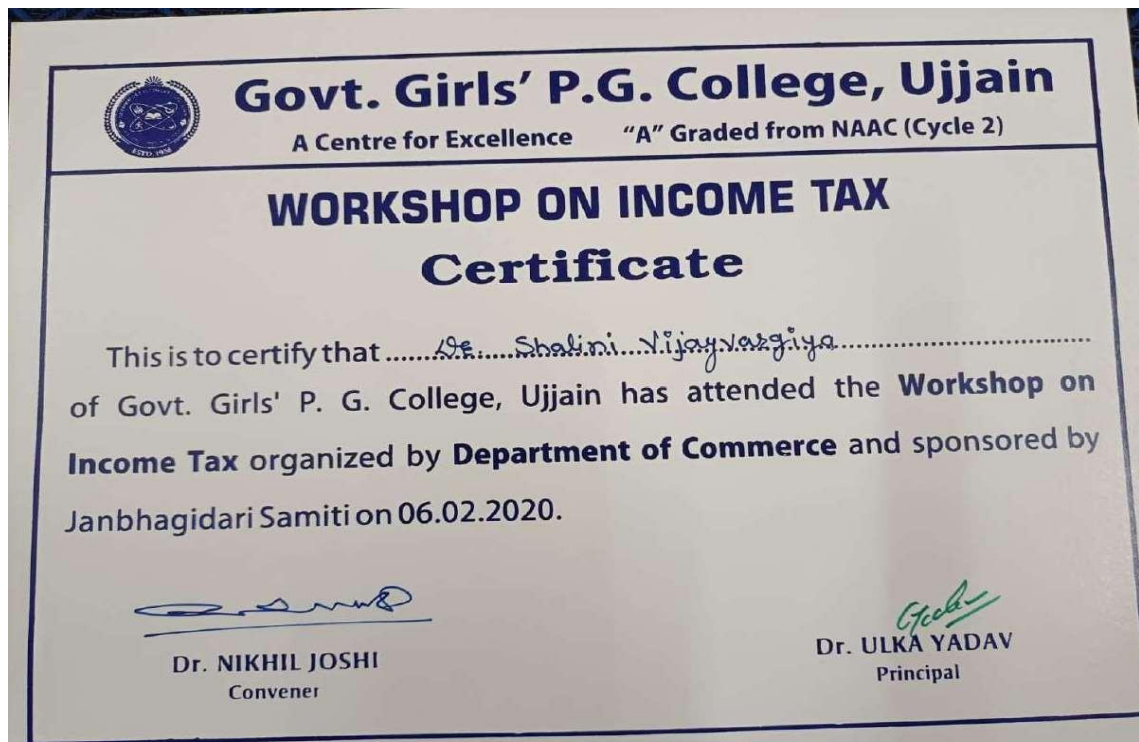 Govt. Girls' P.G. College, Ujjain
A Centre for Excellence "A" Graded from NAAC (Cycle 2)
ESTD. 1956
WORKSHOP ON INCOME TAX
Certificate
This is to certify that ......Dr.....Shalini...Vijayvargiya......................................
of Govt. Girls' P. G. College, Ujjain has attended the Workshop on
Income Tax organized by Department of Commerce and sponsored by
Janbhagidari Samiti on 06.02.2020.
Dr. NIKHIL JOSHI
Convener
Dr. ULKA YADAV
Principal